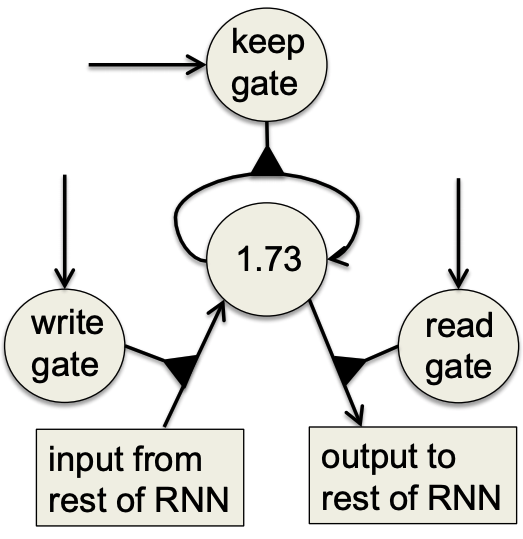 keep
gate
1.73
write
gate
read
gate
input from
rest of RNN
output to
rest of RNN